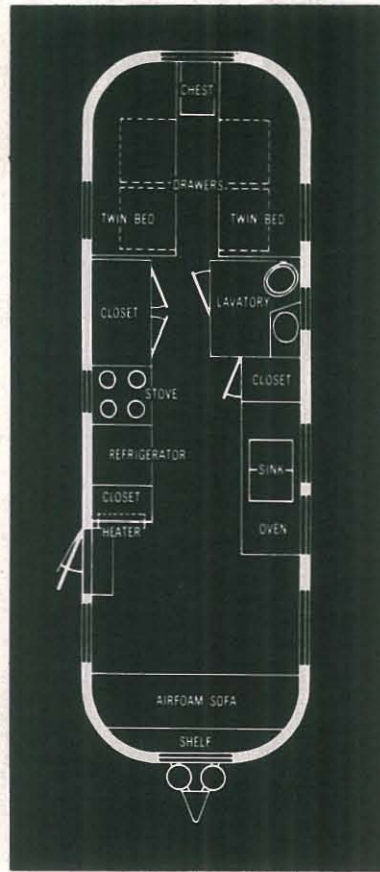 CHEST
DRAWERS
TWIN BED TWIN BED
CLOSET
LAVATORY
STOVE
CLOSET
REFRIGERATOR
SINK
CLOSET
OVEN
HEATER
AIRFOAM SOFA
SHELF